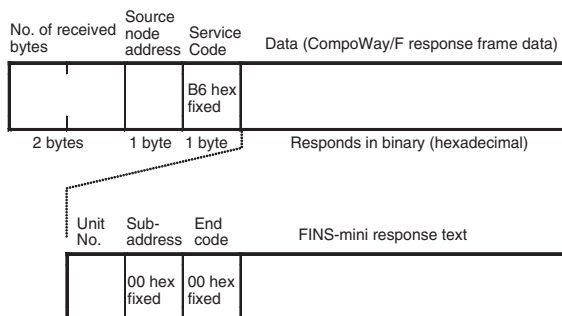 No. of received bytes
Source node address
Service Code
Data (CompoWay/F response frame data)
B6 hex fixed
2 bytes
1 byte
1 byte
Responds in binary (hexadecimal)
Unit No.
Sub-address
End code
FINS-mini response text
00 hex fixed
00 hex fixed